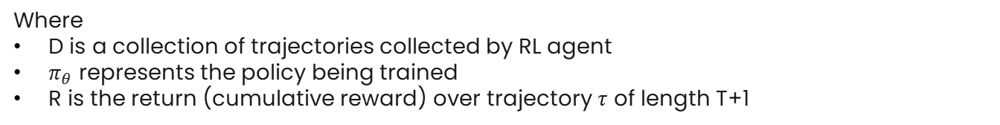 Where
• D is a collection of trajectories collected by RL agent
• π_θ represents the policy being trained
• R is the return (cumulative reward) over trajectory τ of length T+1